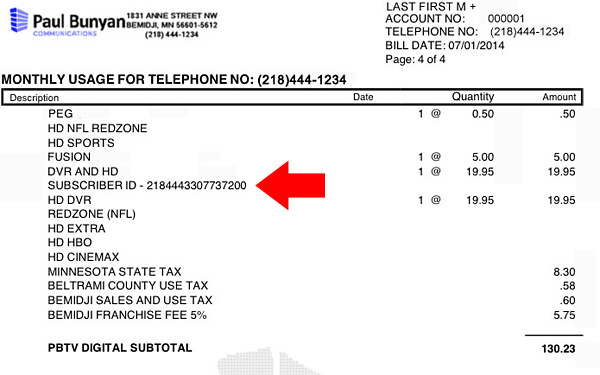 Paul Bunyan
COMMUNICATIONS
1831 ANNE STREET NW
BEMIDJI, MN 56601-5612
(218) 444-1234
LAST FIRST M +
ACCOUNT NO: 000001
TELEPHONE NO: (218)444-1234
BILL DATE: 07/01/2014
Page: 4 of 4
MONTHLY USAGE FOR TELEPHONE NO: (218)444-1234
Description Date Quantity Amount
PEG 1 @ 0.50 .50
HD NFL REDZONE
HD SPORTS
FUSION 1 @ 5.00 5.00
DVR AND HD 1 @ 19.95 19.95
SUBSCRIBER ID - 2184443307737200
HD DVR 1 @ 19.95 19.95
REDZONE (NFL)
HD EXTRA
HD HBO
HD CINEMAX
MINNESOTA STATE TAX 8.30
BELTRAMI COUNTY USE TAX .58
BEMIDJI SALES AND USE TAX .60
BEMIDJI FRANCHISE FEE 5% 5.75
PBTV DIGITAL SUBTOTAL 130.23